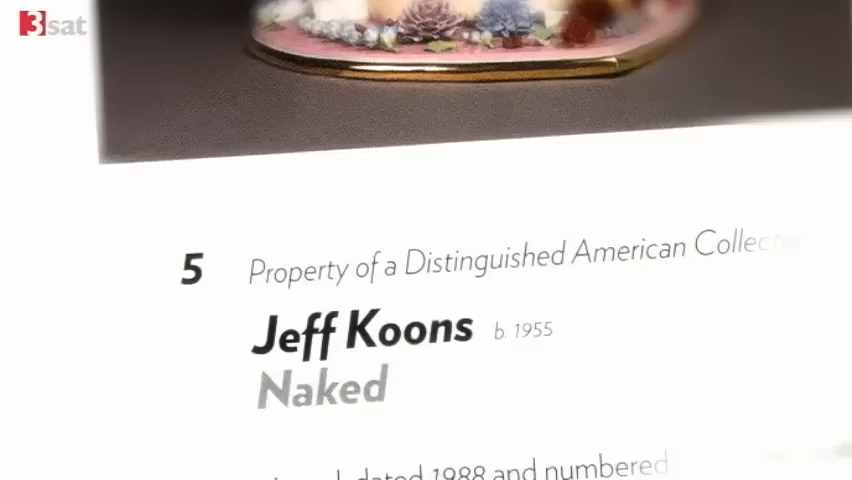 3sat
5 Property of a Distinguished American
Jeff Koons b. 1955
Naked
dated 1988 and numbered